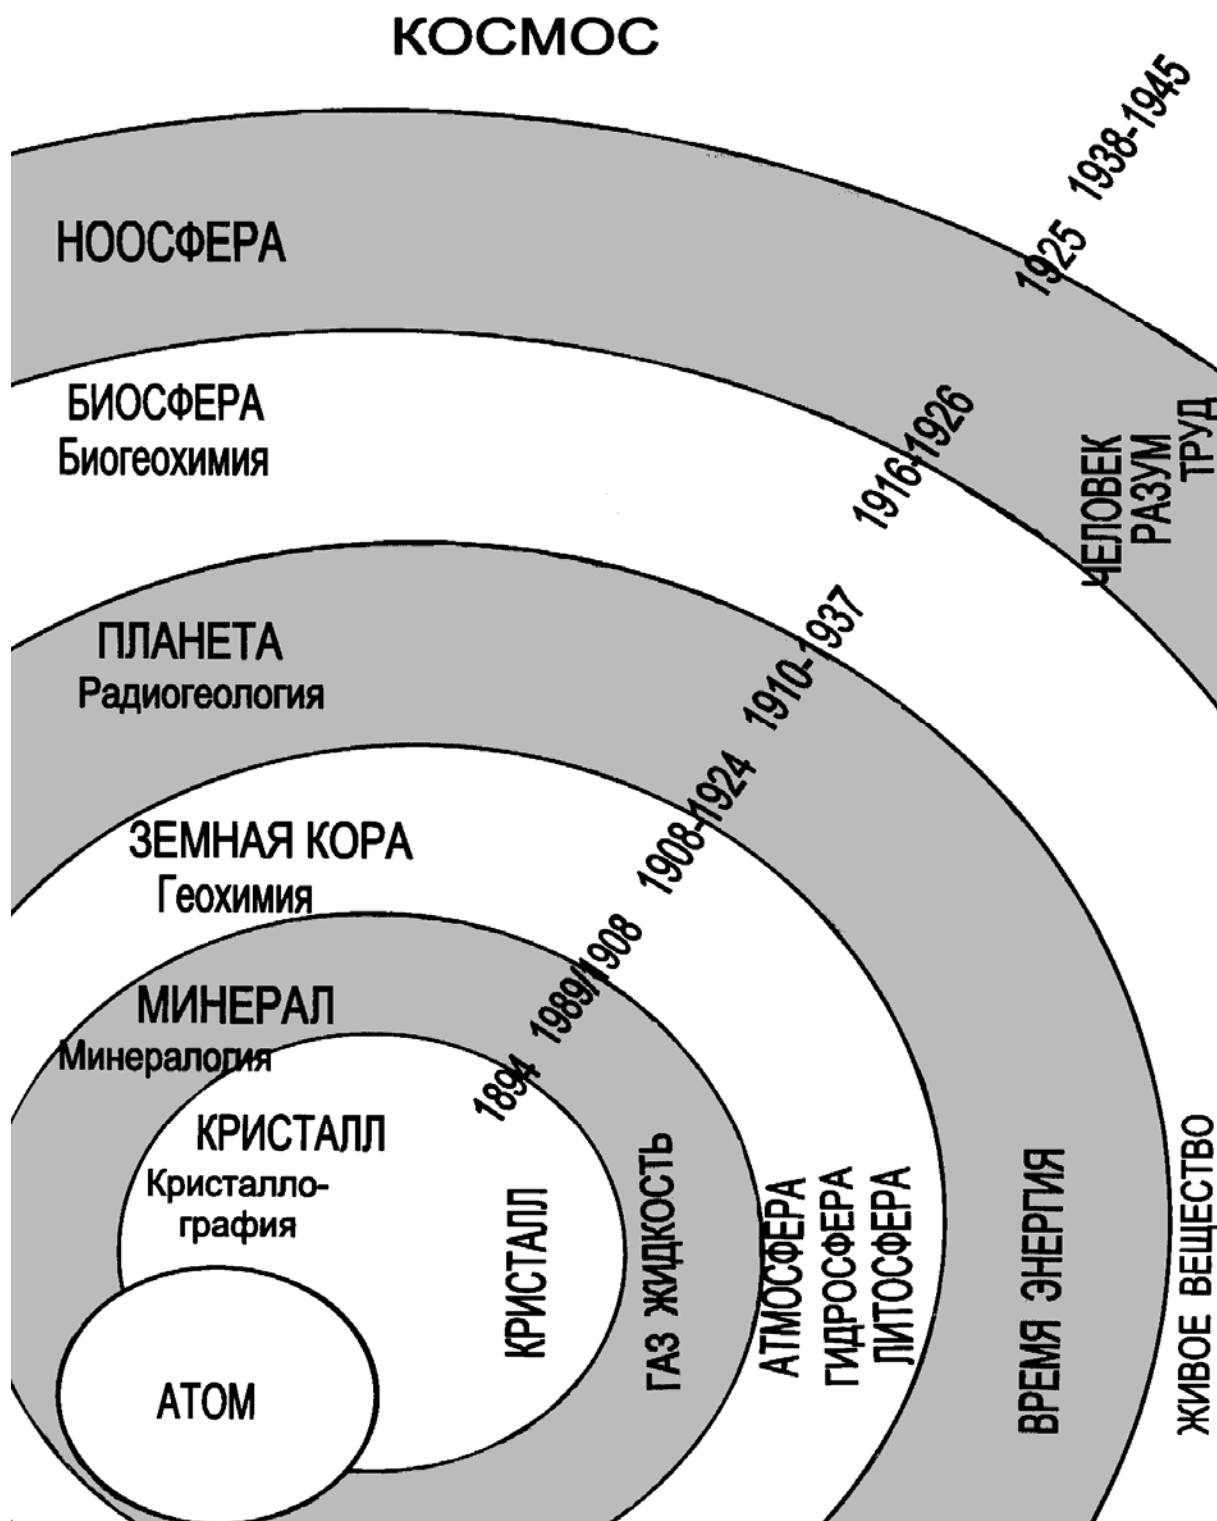 КОСМОС
1938-1945
1925
НООСФЕРА
БИОСФЕРА
Биогеохимия
1916-1926
ЧЕЛОВЕК
РАЗУМ
ТРУД
ПЛАНЕТА
Радиогеология
1910-1937
ЗЕМНАЯ КОРА
Геохимия
1908-1924
МИНЕРАЛ
Минералогия
1989/1908
1894
КРИСТАЛЛ
Кристалло-
графия
КРИСТАЛЛ
ГАЗ ЖИДКОСТЬ
АТМОСФЕРА
ГИДРОСФЕРА
ЛИТОСФЕРА
ВРЕМЯ ЭНЕРГИЯ
ЖИВОЕ ВЕЩЕСТВО
АТОМ